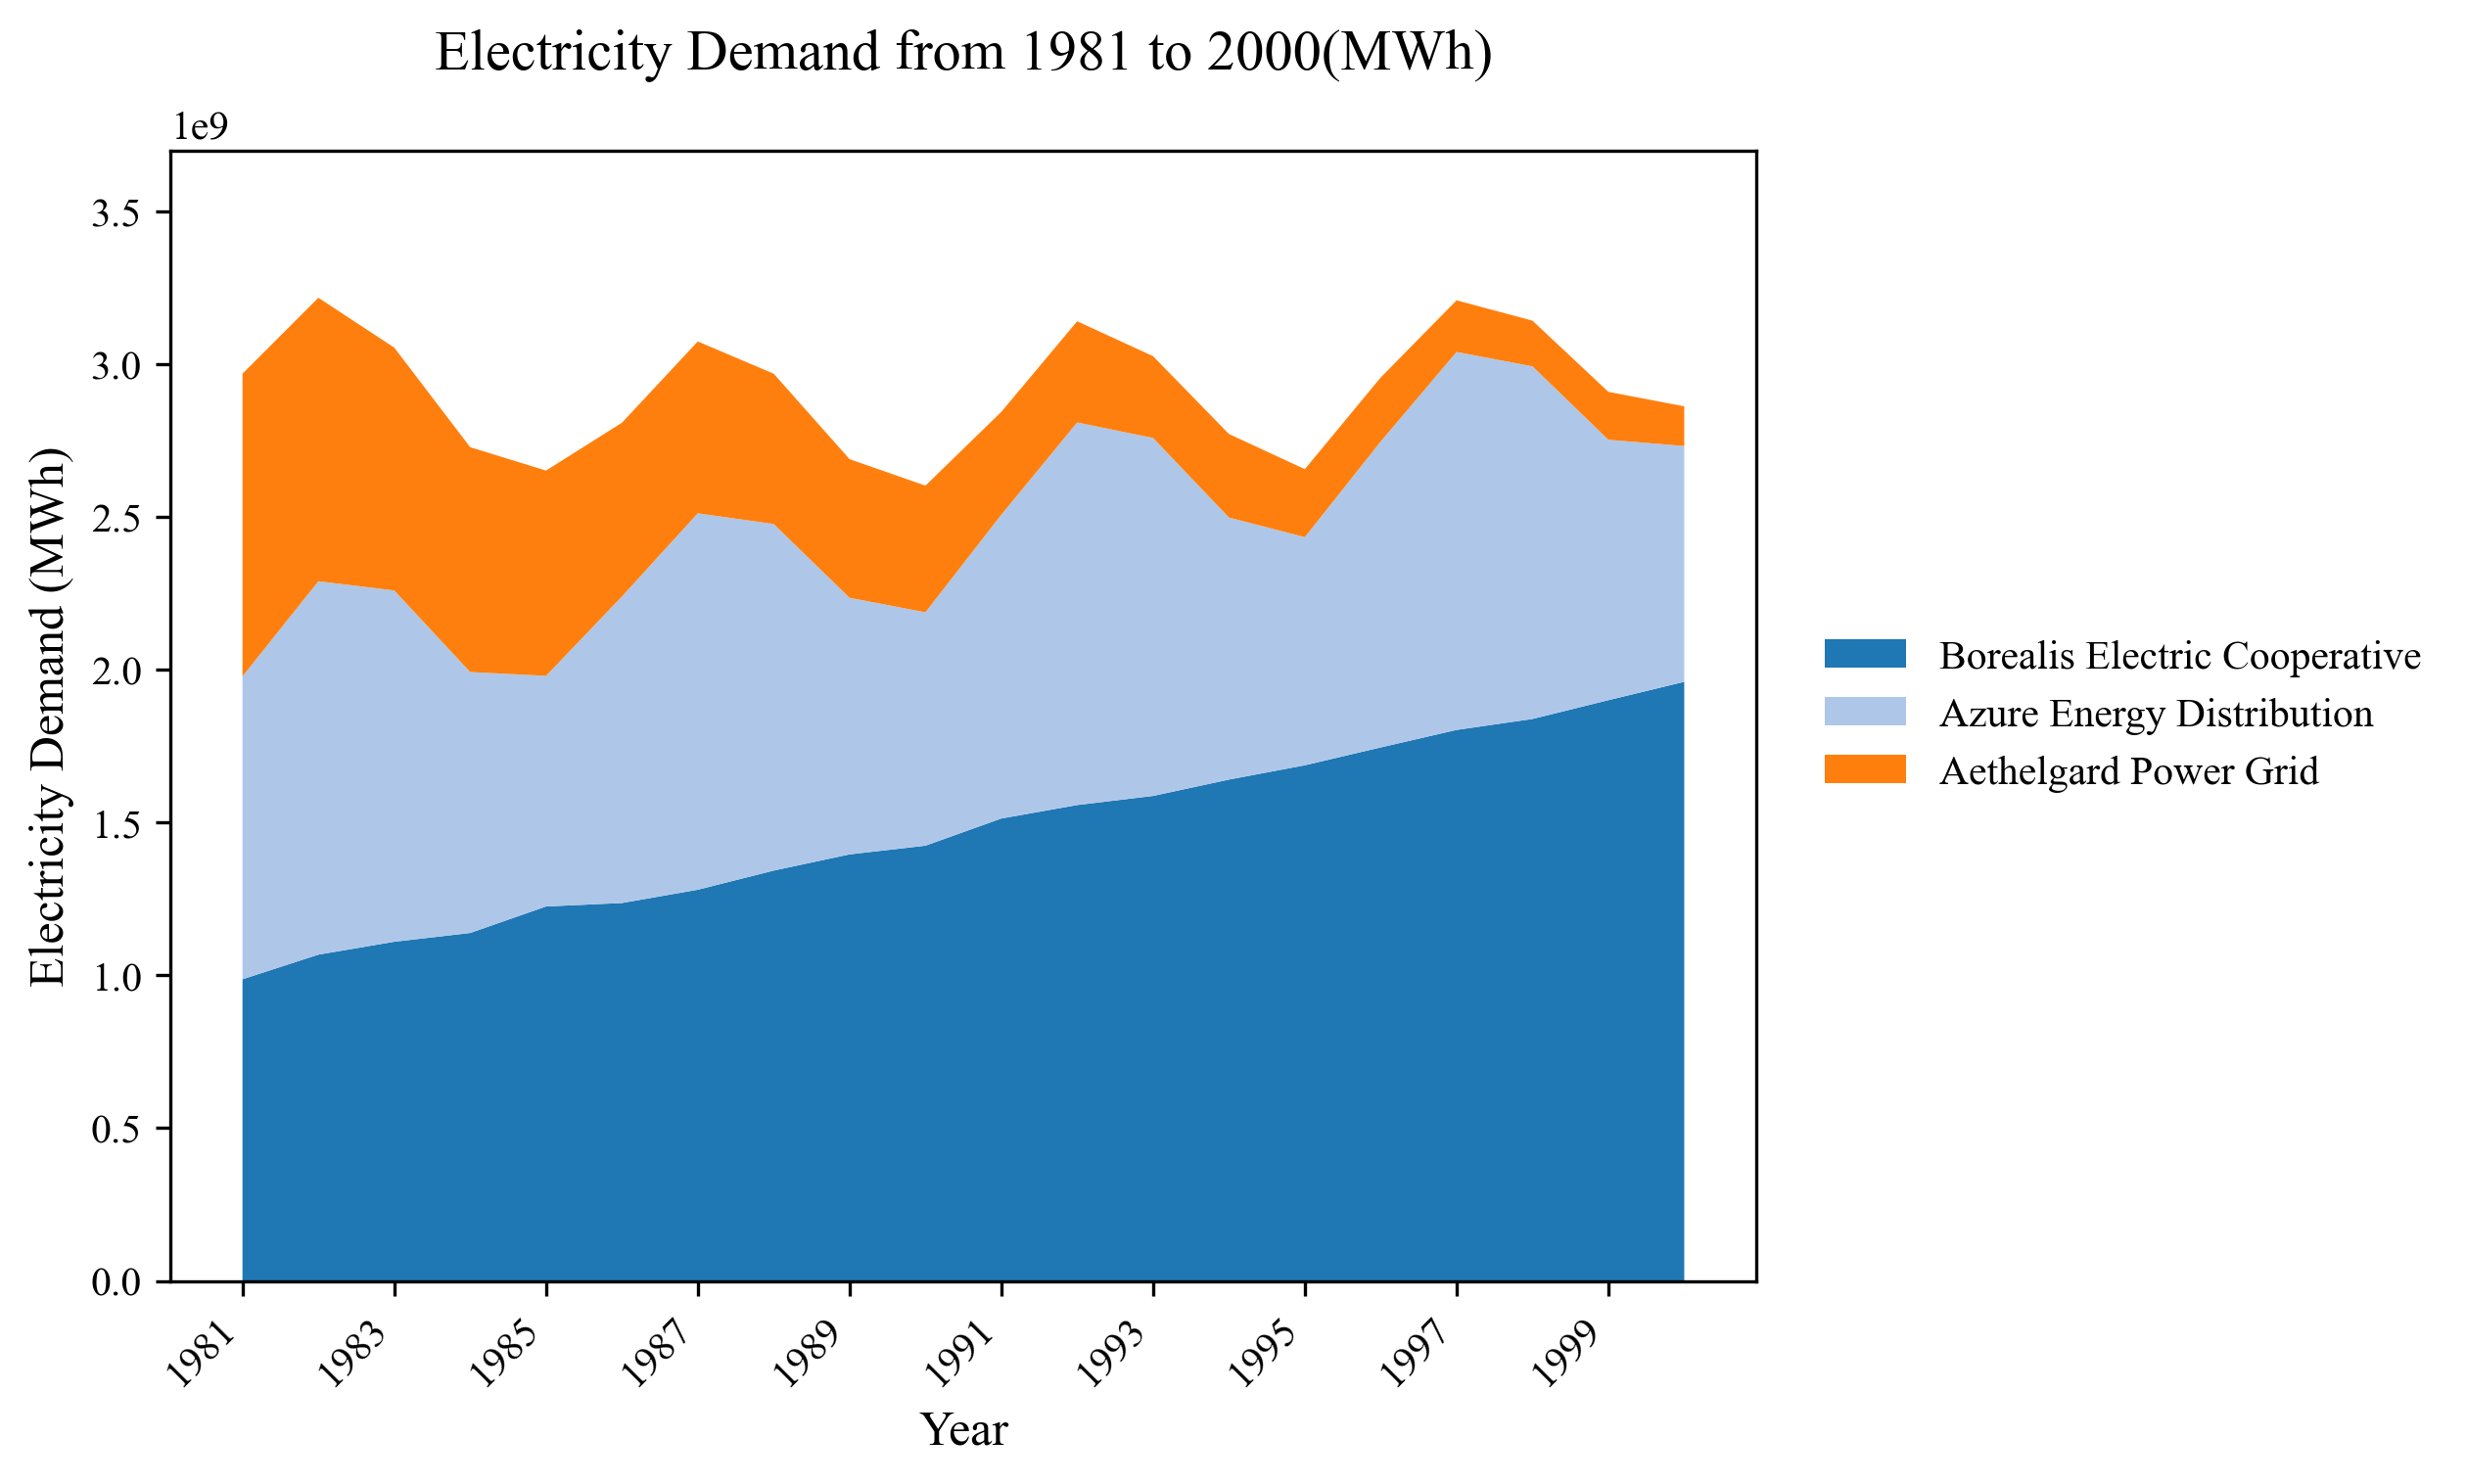 Electricity Demand from 1981 to 2000(MWh)
1e9
3.5
3.0
2.5
2.0
1.5
1.0
0.5
0.0
Electricity Demand (MWh)
1981
1983
1985
1987
1989
1991
1993
1995
1997
1999
Year
Borealis Electric Cooperative
Azure Energy Distribution
Aethelgard Power Grid